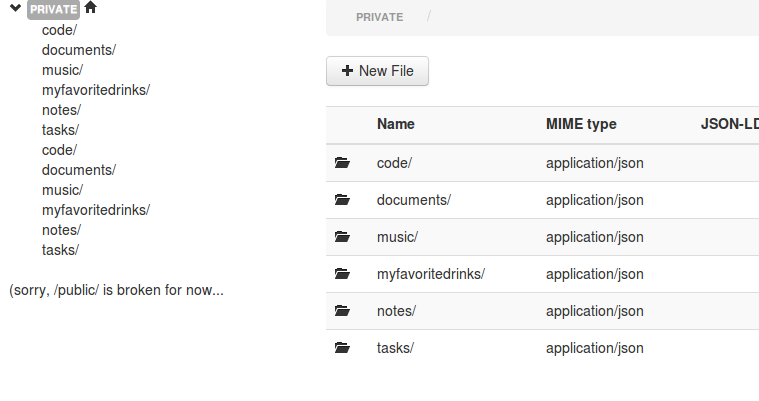 PRIVATE
code/
documents/
music/
myfavoritedrinks/
notes/
tasks/
code/
documents/
music/
myfavoritedrinks/
notes/
tasks/
(sorry, /public/ is broken for now...
PRIVATE /
New File
Name MIME type JSON-LD
code/ application/json
documents/ application/json
music/ application/json
myfavoritedrinks/ application/json
notes/ application/json
tasks/ application/json